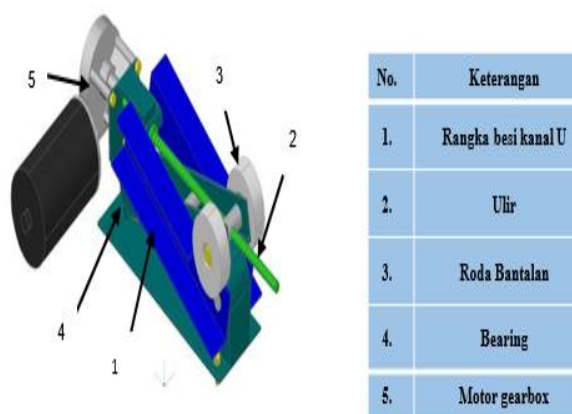 5
3
2
4
1
No. Keterangan
1. Rangka besi kanal U
2. Ulir
3. Roda Bantalan
4. Bearing
5. Motor gearbox